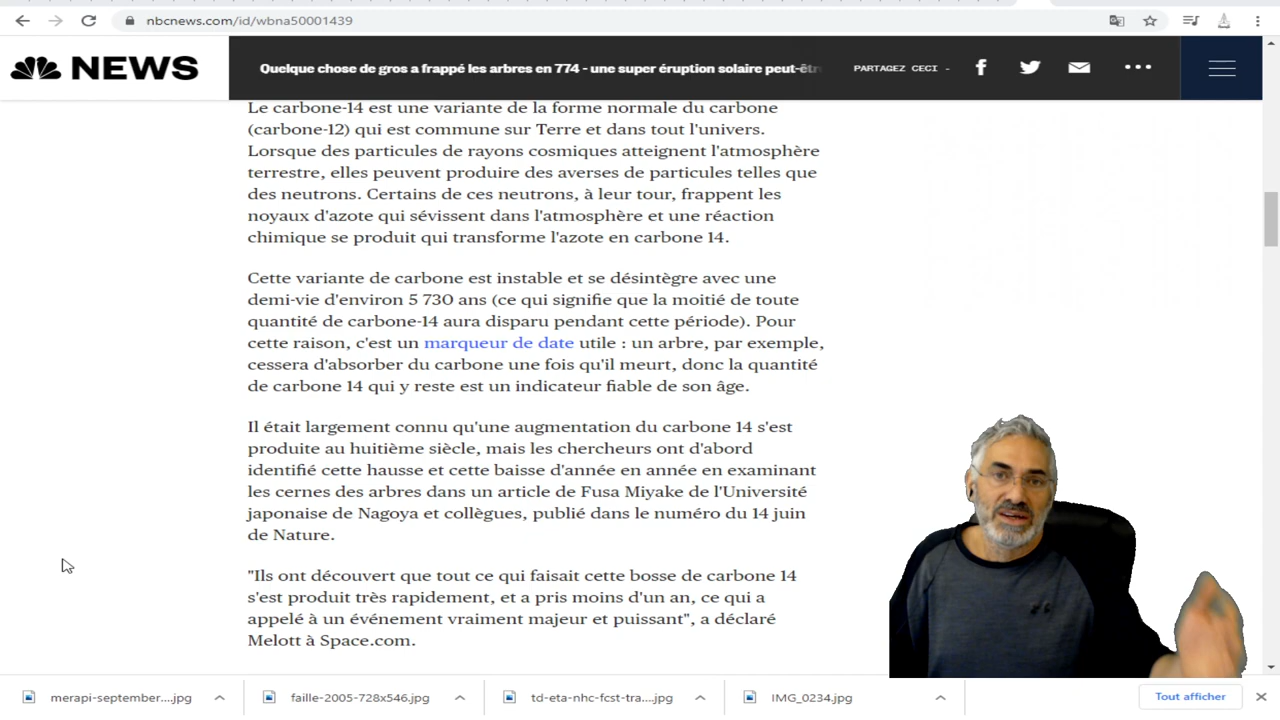 nbcnews.com/id/wbna50001439
NEWS
Quelque chose de gros a frappé les arbres en 774 - une super éruption solaire peut-êtr
PARTAGEZ CECI -
Le carbone-14 est une variante de la forme normale du carbone
(carbone-12) qui est commune sur Terre et dans tout l'univers.
Lorsque des particules de rayons cosmiques atteignent l'atmosphère
terrestre, elles peuvent produire des averses de particules telles que
des neutrons. Certains de ces neutrons, à leur tour, frappent les
noyaux d'azote qui sévissent dans l'atmosphère et une réaction
chimique se produit qui transforme l'azote en carbone 14.
Cette variante de carbone est instable et se désintègre avec une
demi-vie d'environ 5 730 ans (ce qui signifie que la moitié de toute
quantité de carbone-14 aura disparu pendant cette période). Pour
cette raison, c'est un marqueur de date utile : un arbre, par exemple,
cessera d'absorber du carbone une fois qu'il meurt, donc la quantité
de carbone 14 qui y reste est un indicateur fiable de son âge.
Il était largement connu qu'une augmentation du carbone 14 s'est
produite au huitième siècle, mais les chercheurs ont d'abord
identifié cette hausse et cette baisse d'année en année en examinant
les cernes des arbres dans un article de Fusa Miyake de l'Université
japonaise de Nagoya et collègues, publié dans le numéro du 14 juin
de Nature.
"Ils ont découvert que tout ce qui faisait cette bosse de carbone 14
s'est produit très rapidement, et a pris moins d'un an, ce qui a
appelé à un événement vraiment majeur et puissant", a déclaré
Melott à Space.com.
merapi-september....jpg
faille-2005-728x546.jpg
td-eta-nhc-fcst-tra....jpg
IMG_0234.jpg
Tout afficher